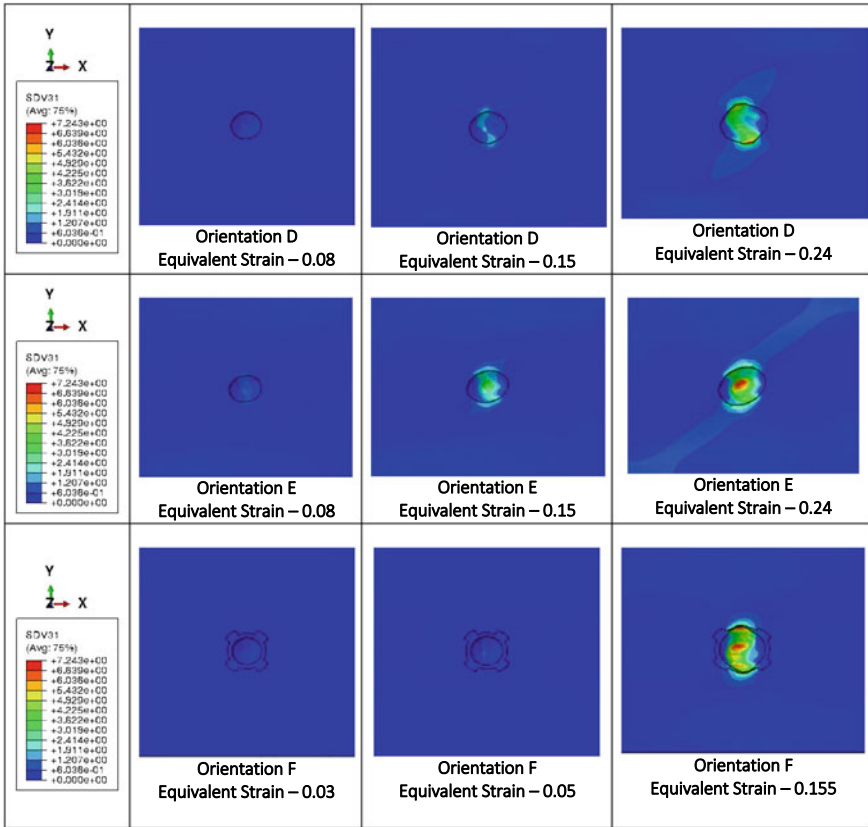 Y
Z X
SDV31
(Avg: 75%)
+7.243e+00
+6.639e+00
+6.036e+00
+5.432e+00
+4.829e+00
+4.225e+00
+3.622e+00
+3.018e+00
+2.414e+00
+1.811e+00
+1.207e+00
+6.036e-01
+0.000e+00
Orientation D
Equivalent Strain – 0.08
Orientation D
Equivalent Strain – 0.15
Orientation D
Equivalent Strain – 0.24
Y
Z X
SDV31
(Avg: 75%)
+7.243e+00
+6.639e+00
+6.036e+00
+5.432e+00
+4.829e+00
+4.225e+00
+3.622e+00
+3.018e+00
+2.414e+00
+1.811e+00
+1.207e+00
+6.036e-01
+0.000e+00
Orientation E
Equivalent Strain – 0.08
Orientation E
Equivalent Strain – 0.15
Orientation E
Equivalent Strain – 0.24
Y
Z X
SDV31
(Avg: 75%)
+7.243e+00
+6.639e+00
+6.036e+00
+5.432e+00
+4.829e+00
+4.225e+00
+3.622e+00
+3.018e+00
+2.414e+00
+1.811e+00
+1.207e+00
+6.036e-01
+0.000e+00
Orientation F
Equivalent Strain – 0.03
Orientation F
Equivalent Strain – 0.05
Orientation F
Equivalent Strain – 0.155